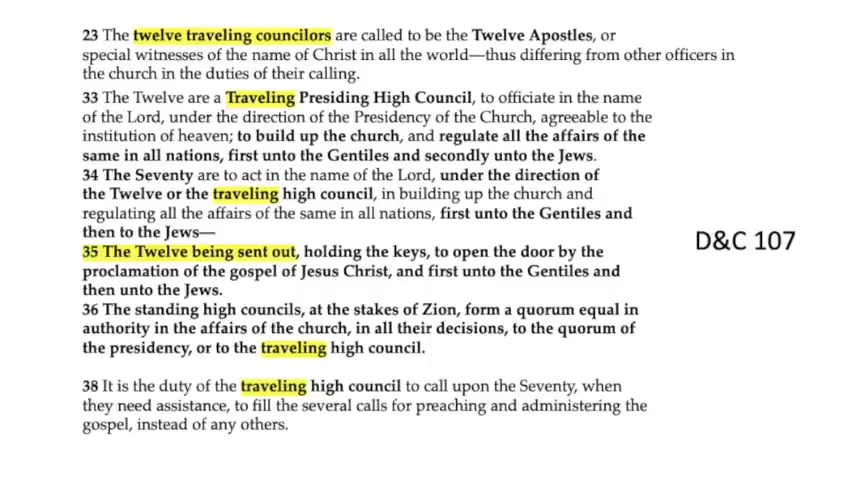 23 The twelve traveling councilors are called to be the Twelve Apostles, or
special witnesses of the name of Christ in all the world—thus differing from other officers in
the church in the duties of their calling.
33 The Twelve are a Traveling Presiding High Council, to officiate in the name
of the Lord, under the direction of the Presidency of the Church, agreeable to the
institution of heaven; to build up the church, and regulate all the affairs of the
same in all nations, first unto the Gentiles and secondly unto the Jews.
34 The Seventy are to act in the name of the Lord, under the direction of
the Twelve or the traveling high council, in building up the church and
regulating all the affairs of the same in all nations, first unto the Gentiles and
then to the Jews—
35 The Twelve being sent out, holding the keys, to open the door by the
proclamation of the gospel of Jesus Christ, and first unto the Gentiles and
then unto the Jews.
36 The standing high councils, at the stakes of Zion, form a quorum equal in
authority in the affairs of the church, in all their decisions, to the quorum of
the presidency, or to the traveling high council.
38 It is the duty of the traveling high council to call upon the Seventy, when
they need assistance, to fill the several calls for preaching and administering the
gospel, instead of any others.
D&C 107